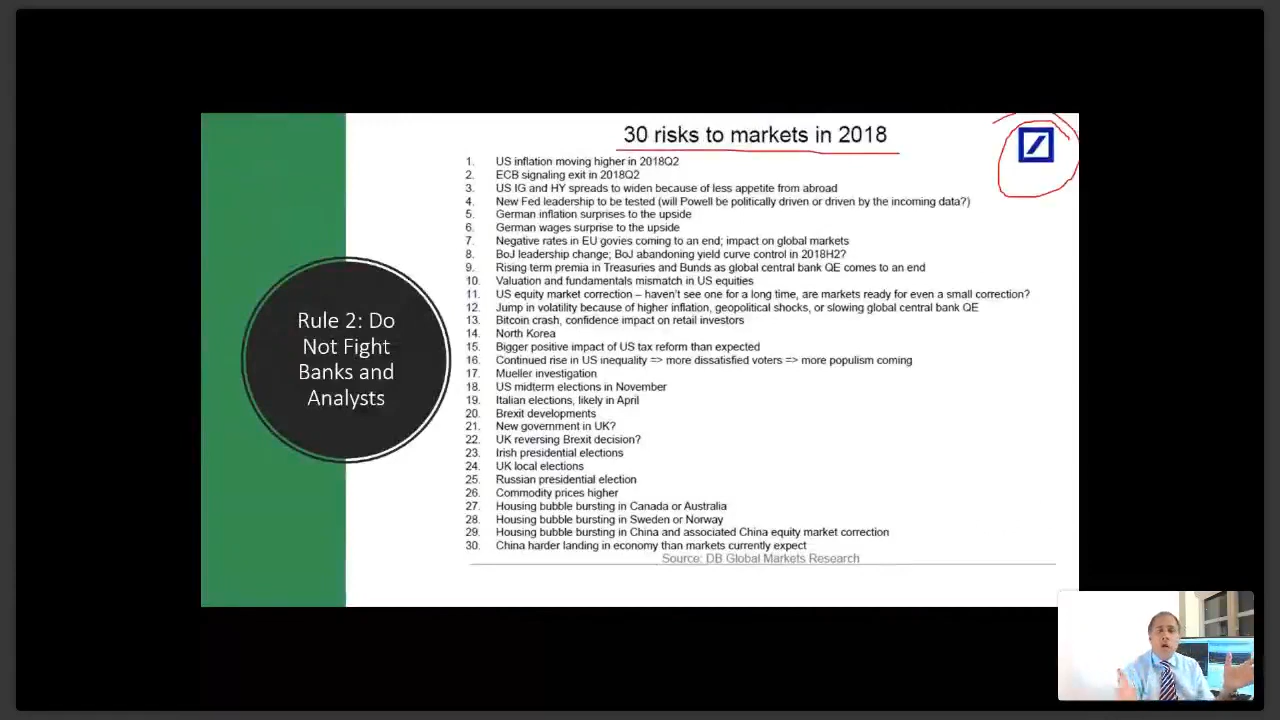 30 risks to markets in 2018
1. US inflation moving higher in 2018Q2
2. ECB signaling exit in 2018Q2
3. US IG and HY spreads to widen because of less appetite from abroad
4. New Fed leadership to be tested (will Powell be politically driven or driven by the incoming data?)
5. German inflation surprises to the upside
6. German wages surprise to the upside
7. Negative rates in EU govies coming to an end; impact on global markets
8. BoJ leadership change; BoJ abandoning yield curve control in 2018H2?
9. Rising term premia in Treasuries and Bunds as global central bank QE comes to an end
10. Valuation and fundamentals mismatch in US equities
11. US equity market correction – haven't see one for a long time, are markets ready for even a small correction?
12. Jump in volatility because of higher inflation, geopolitical shocks, or slowing global central bank QE
13. Bitcoin crash, confidence impact on retail investors
14. North Korea
15. Bigger positive impact of US tax reform than expected
16. Continued rise in US inequality => more dissatisfied voters => more populism coming
17. Mueller investigation
18. US midterm elections in November
19. Italian elections, likely in April
20. Brexit developments
21. New government in UK?
22. UK reversing Brexit decision?
23. Irish presidential elections
24. UK local elections
25. Russian presidential election
26. Commodity prices higher
27. Housing bubble bursting in Canada or Australia
28. Housing bubble bursting in Sweden or Norway
29. Housing bubble bursting in China and associated China equity market correction
30. China harder landing in economy than markets currently expect
Source: DB Global Markets Research
Rule 2: Do
Not Fight
Banks and
Analysts